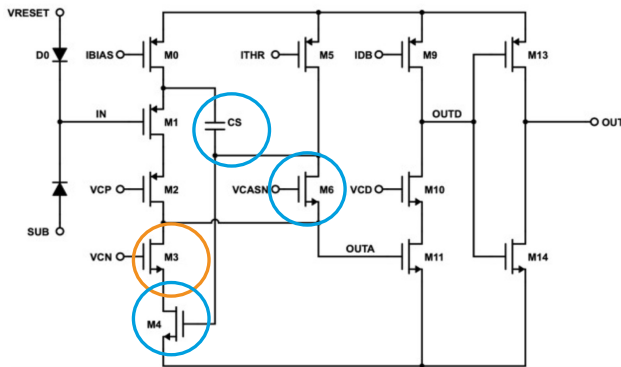 VRESET
D0
IBIAS
M0
ITHR
M5
IDB
M9
M13
IN
M1
CS
OUTD
OUT
VCP
M2
VCASN
M6
VCD
M10
SUB
VCN
M3
OUTA
M11
M14
M4